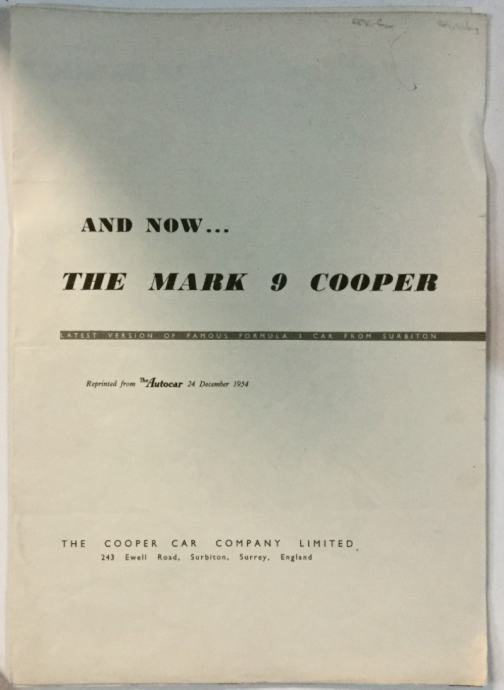 AND NOW...
THE MARK 9 COOPER
LATEST VERSION OF FAMOUS FORMULA 3 CAR FROM SURBITON
Reprinted from The Autocar 24 December 1954
THE COOPER CAR COMPANY LIMITED
243 Ewell Road, Surbiton, Surrey, England